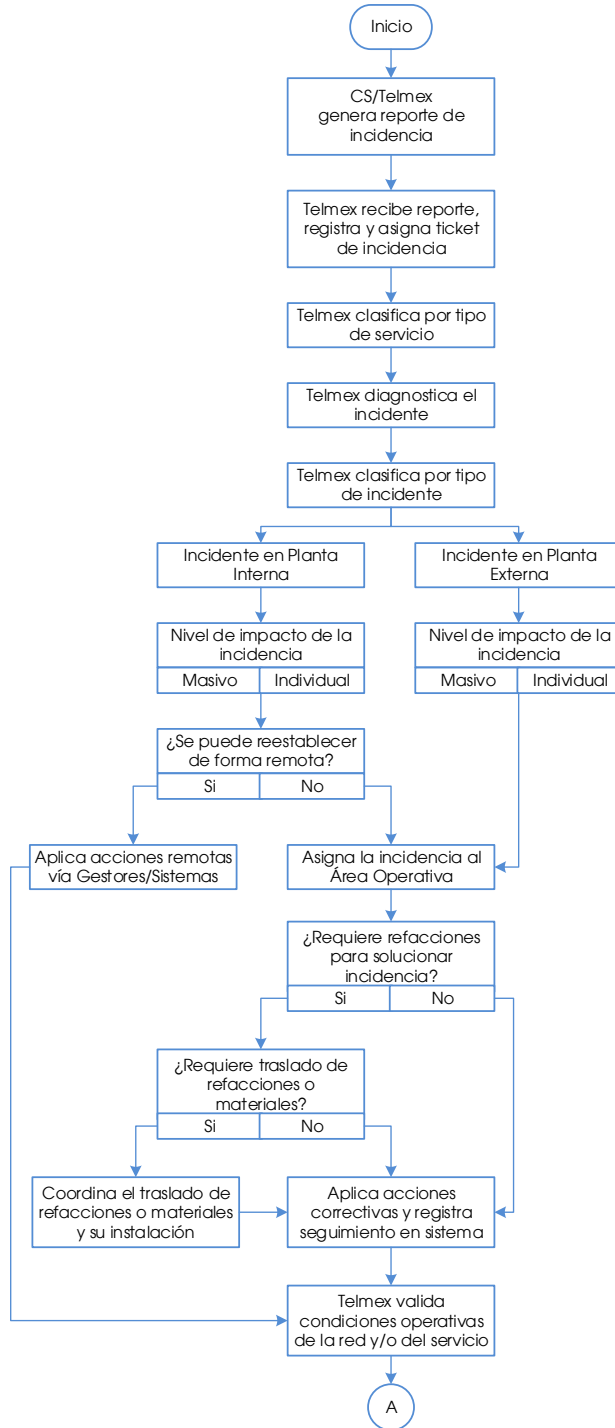 Inicio
CS/Telmex
genera reporte de
incidencia
Telmex recibe reporte,
registra y asigna ticket
de incidencia
Telmex clasifica por tipo
de servicio
Telmex diagnostica el
incidente
Telmex clasifica por tipo
de incidente
Incidente en Planta
Interna
Incidente en Planta
Externa
Nivel de impacto de la
incidencia
Masivo
Individual
Nivel de impacto de la
incidencia
Masivo
Individual
¿Se puede reestablecer
de forma remota?
Si
No
Aplica acciones remotas
vía Gestores/Sistemas
Asigna la incidencia al
Área Operativa
¿Requiere refacciones
para solucionar
incidencia?
Si
No
¿Requiere traslado de
refacciones o
materiales?
Si
No
Coordina el traslado de
refacciones o materiales
y su instalación
Aplica acciones
correctivas y registra
seguimiento en sistema
Telmex valida
condiciones operativas
de la red y/o del servicio
A